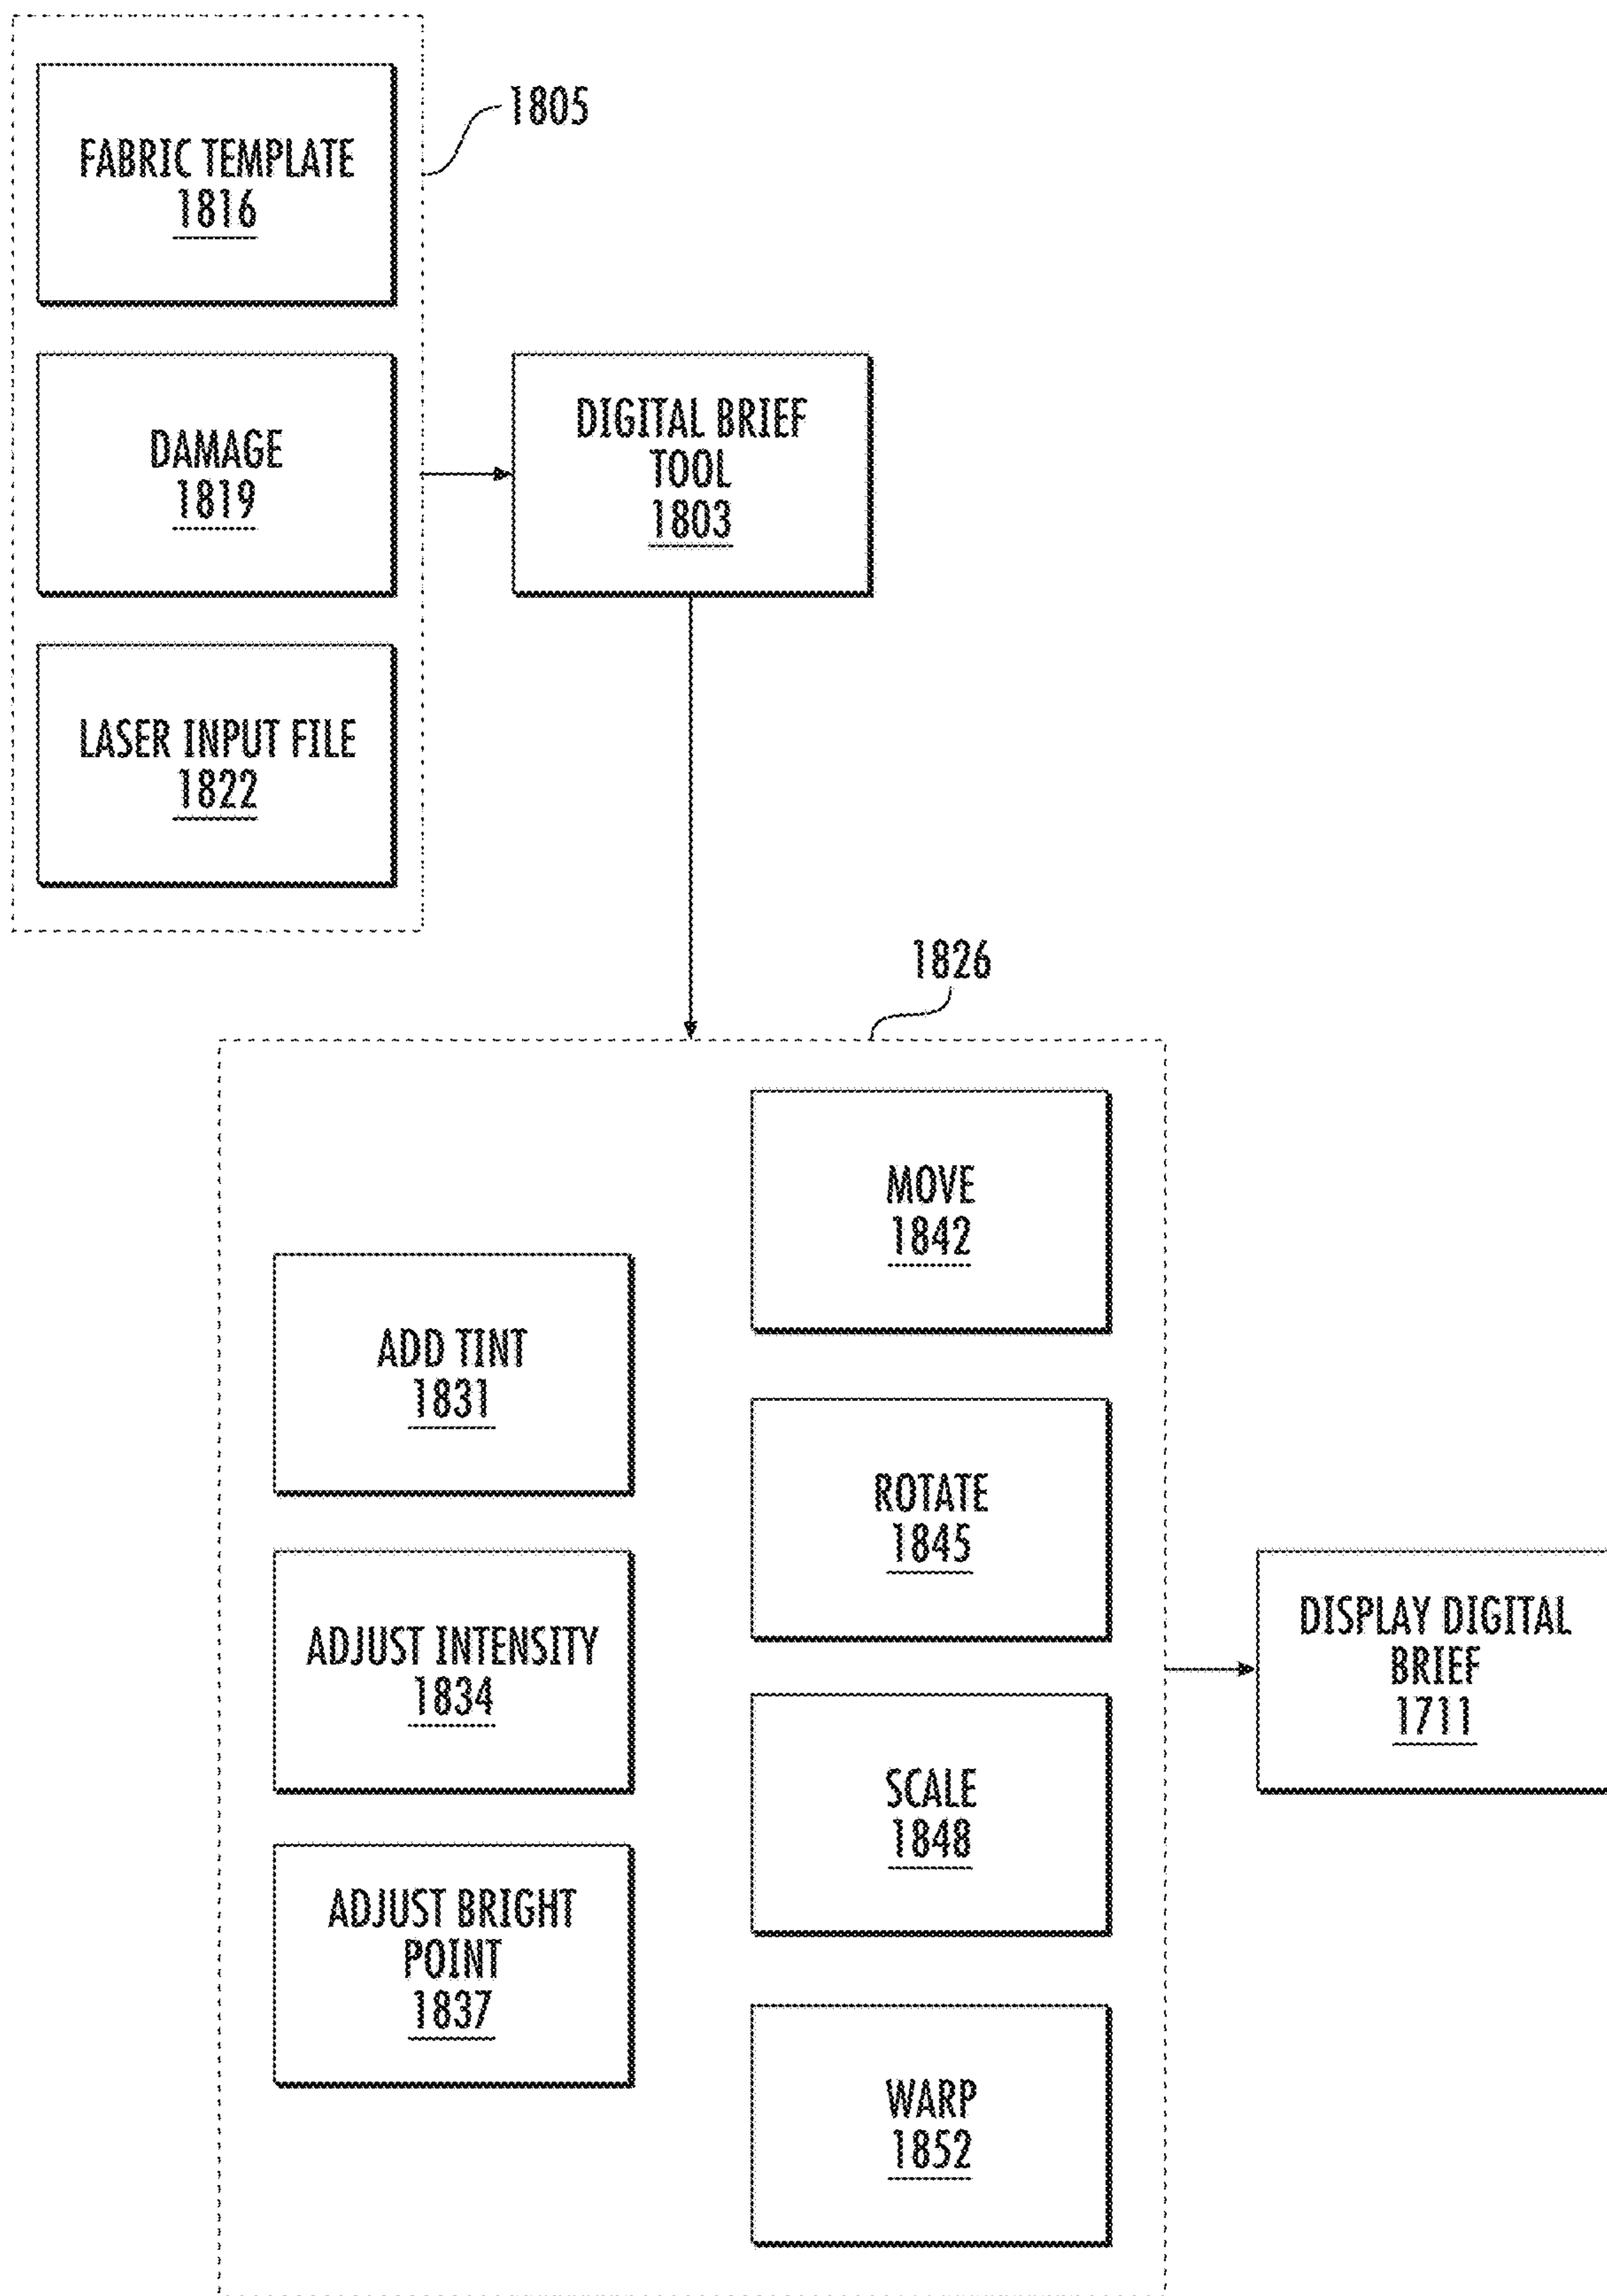 FABRIC TEMPLATE
1816
1805
DAMAGE
1819
DIGITAL BRIEF
TOOL
1803
LASER INPUT FILE
1822
1826
MOVE
1842
ADD TINT
1831
ROTATE
1845
ADJUST INTENSITY
1834
DISPLAY DIGITAL
BRIEF
1711
SCALE
1848
ADJUST BRIGHT
POINT
1837
WARP
1852